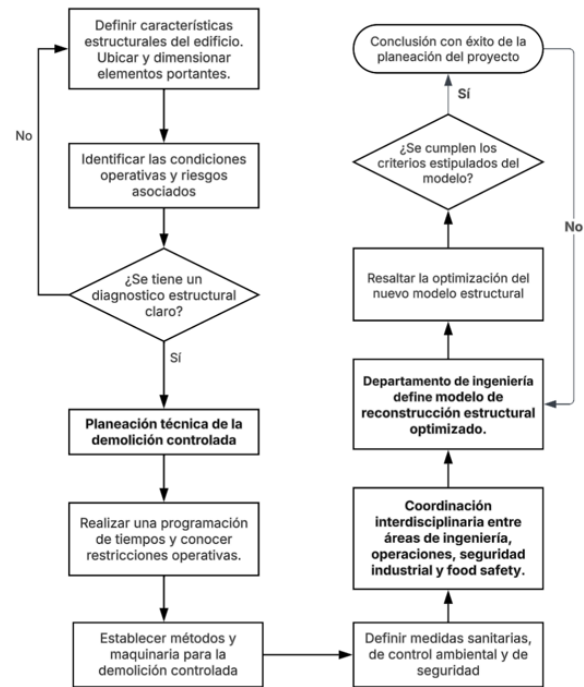 Definir características
estructurales del edificio.
Ubicar y dimensionar
elementos portantes.
No
Identificar las condiciones
operativas y riesgos
asociados
¿Se tiene un
diagnostico estructural
claro?
Sí
Planeación técnica de la
demolición controlada
Realizar una programación
de tiempos y conocer
restricciones operativas.
Establecer métodos y
maquinaria para la
demolición controlada
Definir medidas sanitarias,
de control ambiental y de
seguridad
Coordinación
interdisciplinaria entre
áreas de ingeniería,
operaciones, seguridad
industrial y food safety.
Departamento de ingeniería
define modelo de
reconstrucción estructural
optimizado.
Resaltar la optimización del
nuevo modelo estructural
¿Se cumplen los
criterios estipulados del
modelo?
Sí
No
Conclusión con éxito de la
planeación del proyecto